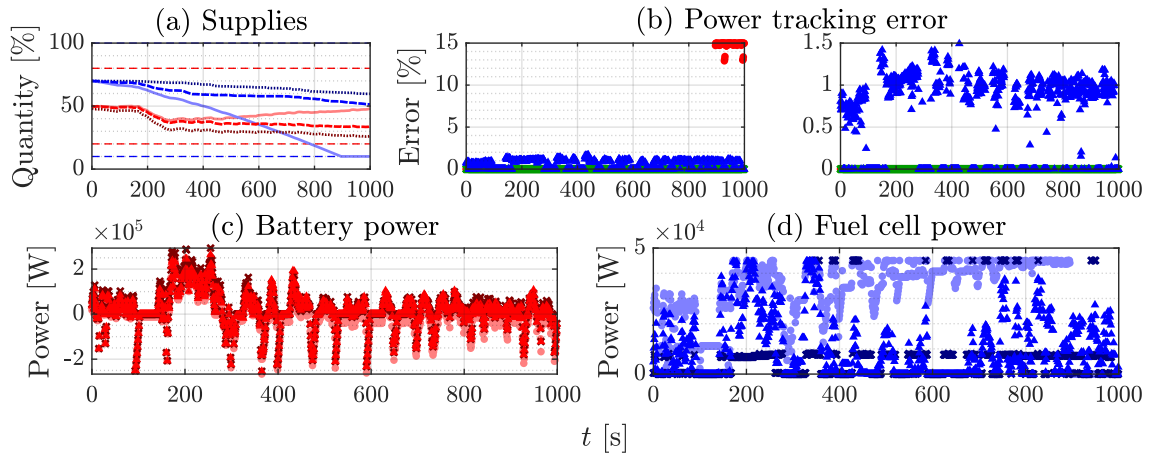 (a) Supplies
(b) Power tracking error
Quantity [%]
100
50
0
0 200 400 600 800 1000
Error [%]
15
10
5
0
0 200 400 600 800 1000
1.5
1
0.5
0
0 200 400 600 800 1000
(c) Battery power
(d) Fuel cell power
Power [W]
×10^5
2
0
-2
0 200 400 600 800 1000
Power [W]
×10^4
5
0
0 200 400 600 800 1000
t [s]